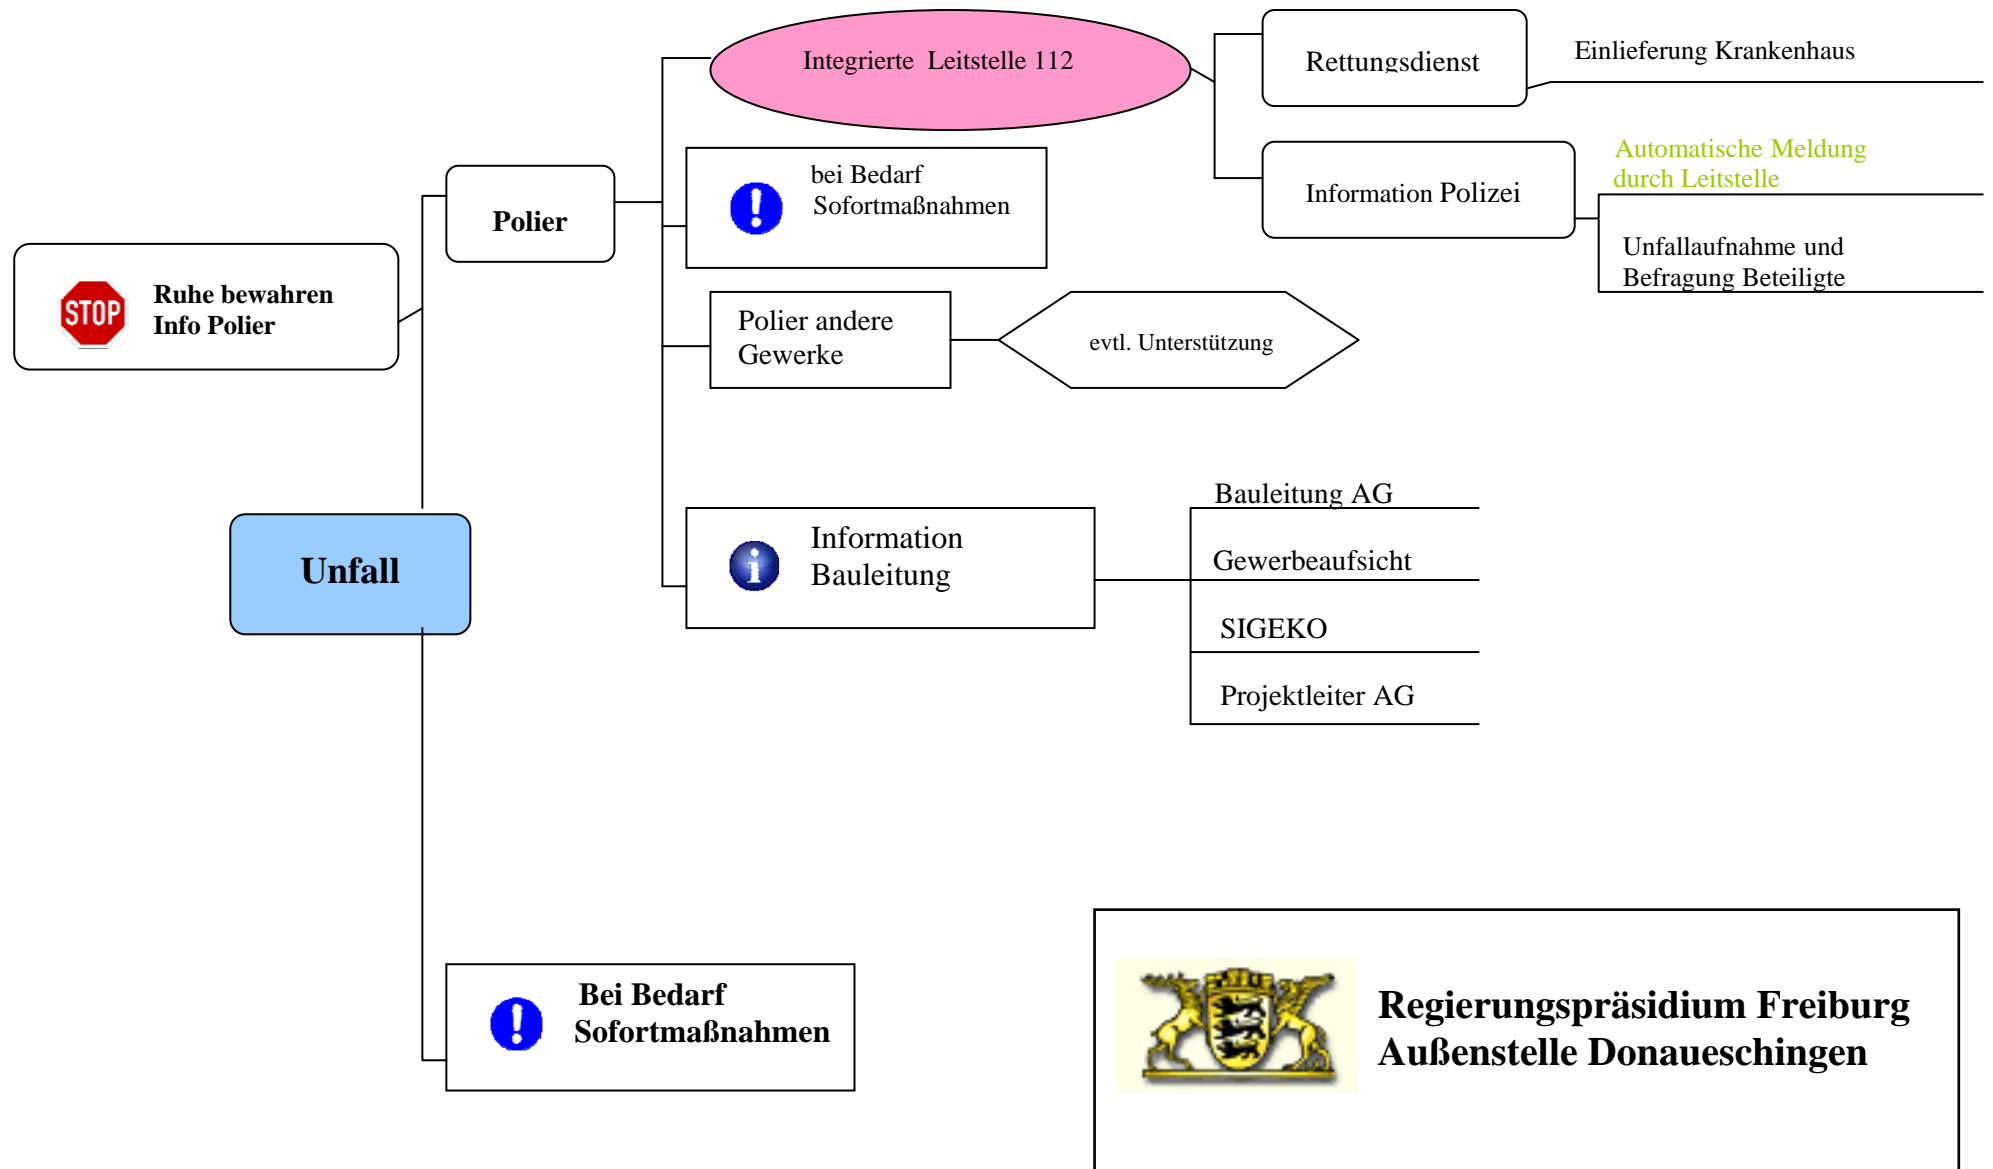 Integrierte Leitstelle 112
Rettungsdienst
Einlieferung Krankenhaus
Automatische Meldung
durch Leitstelle
Information Polizei
Unfallaufnahme und
Befragung Beteiligte
bei Bedarf
Sofortmaßnahmen
Polier
STOP
Ruhe bewahren
Info Polier
Polier andere
Gewerke
evtl. Unterstützung
Information
Bauleitung
Bauleitung AG
Gewerbeaufsicht
SIGEKO
Projektleiter AG
Unfall
Bei Bedarf
Sofortmaßnahmen
Regierungspräsidium Freiburg
Außenstelle Donaueschingen